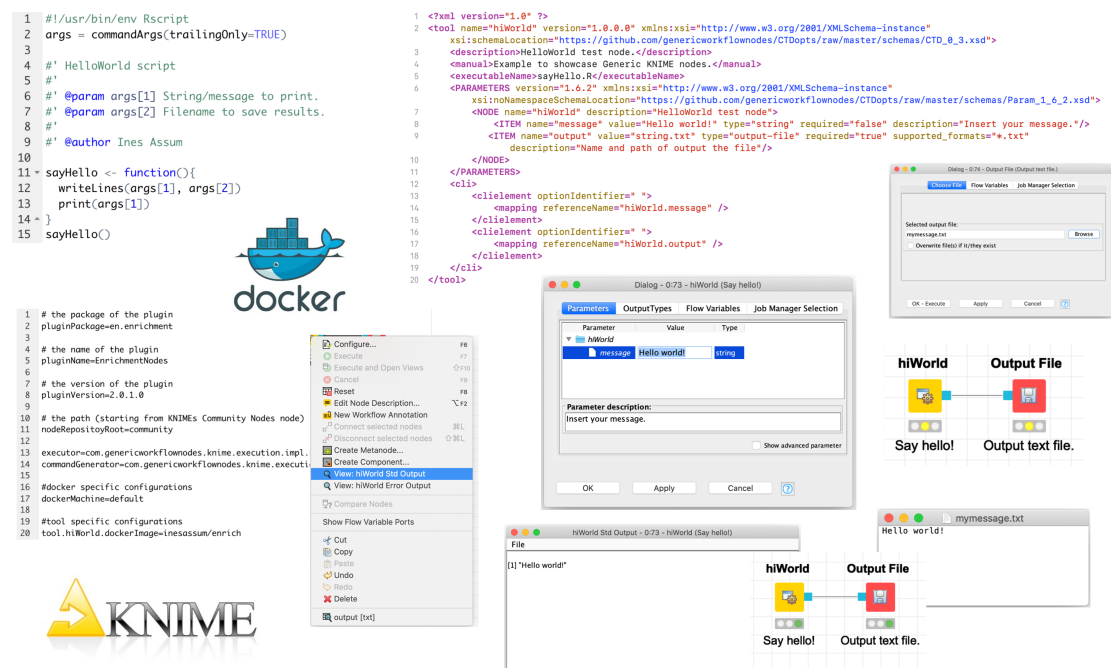 1 #!/usr/bin/env Rscript
2 args = commandArgs(trailingOnly=TRUE)
3
4 #' HelloWorld script
5 #'
6 #' @param args[1] String/message to print.
7 #' @param args[2] Filename to save results.
8 #'
9 #' @author Ines Assum
10
11 sayHello <- function(){
12 writeLines(args[1], args[2])
13 print(args[1])
14 }
15 sayHello()
1 <?xml version="1.0" ?>
2 <tool name="hiWorld" version="1.0.0.0" xmlns:xsi="http://www.w3.org/2001/XMLSchema-instance"
xsi:schemaLocation="https://github.com/genericworkflownodes/CTDopts/raw/master/schemas/CTD_0_3.xsd">
3 <description>HelloWorld test node.</description>
4 <manual>Example to showcase Generic KNIME nodes.</manual>
5 <executableName>sayHello.R</executableName>
6 <PARAMETERS version="1.6.2" xmlns:xsi="http://www.w3.org/2001/XMLSchema-instance"
xsi:noNamespaceSchemaLocation="https://github.com/genericworkflownodes/CTDopts/raw/master/schemas/Param_1_6_2.xsd">
7 <NODE name="hiWorld" description="HelloWorld test node">
8 <ITEM name="message" value="Hello world!" type="string" required="false" description="Insert your message."/>
9 <ITEM name="output" value="string.txt" type="output-file" required="true" supported_formats="*.txt"
description="Name and path of output the file"/>
10 </NODE>
11 </PARAMETERS>
12 <cli>
13 <clielement optionIdentifier=" ">
14 <mapping referenceName="hiWorld.message" />
15 </clielement>
16 <clielement optionIdentifier=" ">
17 <mapping referenceName="hiWorld.output" />
18 </clielement>
19 </cli>
20 </tool>
docker
Dialog - 0:74 - Output File (Output text file.)
Choose File Flow Variables Job Manager Selection
Selected output file:
mymessage.txt Browse
Overwrite file(s) if it/they exist
OK - Execute Apply Cancel ?
1 # the package of the plugin
2 pluginPackage=en.enrichment
3
4 # the name of the plugin
5 pluginName=EnrichmentNodes
6
7 # the version of the plugin
8 pluginVersion=2.0.1.0
9
10 # the path (starting from KNIMEs Community Nodes node)
11 nodeRepositoyRoot=community
12
13 executor=com.genericworkflownodes.knime.execution.impl.
14 commandGenerator=com.genericworkflownodes.knime.executi
15
16 #docker specific configurations
17 dockerMachine=default
18
19 #tool specific configurations
20 tool.hiWorld.dockerImage=inesassum/enrich
Configure... F6
Execute F7
Execute and Open Views ⇧F10
Cancel F9
Reset F8
Edit Node Description... ⌥F2
New Workflow Annotation
Connect selected nodes ⌘L
Disconnect selected nodes ⇧⌘L
Create Metanode...
Create Component...
View: hiWorld Std Output
View: hiWorld Error Output
Compare Nodes
Show Flow Variable Ports
Cut
Copy
Paste
Undo
Redo
Delete
output [txt]
Dialog - 0:73 - hiWorld (Say hello!)
Parameters OutputTypes Flow Variables Job Manager Selection
Parameter Value Type
hiWorld
message Hello world! string
Parameter description:
Insert your message.
Show advanced parameter
OK Apply Cancel ?
hiWorld Output File
Say hello! Output text file.
hiWorld Std Output - 0:73 - hiWorld (Say hello!)
File
[1] "Hello world!"
mymessage.txt
Hello world!
hiWorld Output File
Say hello! Output text file.
KNIME